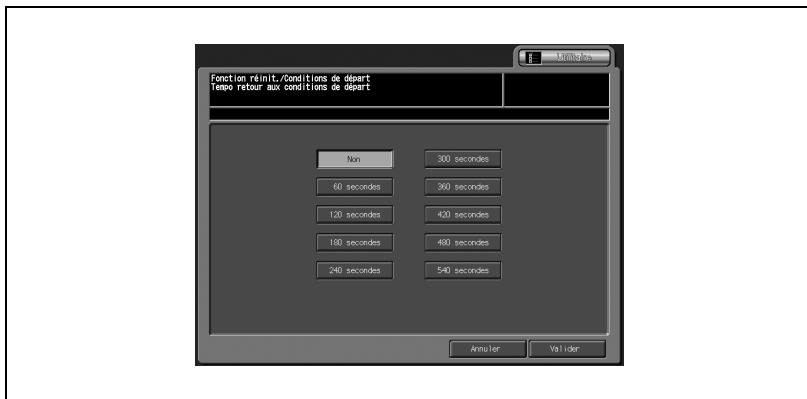 Utilitaire
Fonction réinit./Conditions de départ
Tempo retour aux conditions de départ
Non
300 secondes
60 secondes
360 secondes
120 secondes
420 secondes
180 secondes
480 secondes
240 secondes
540 secondes
Annuler
Valider